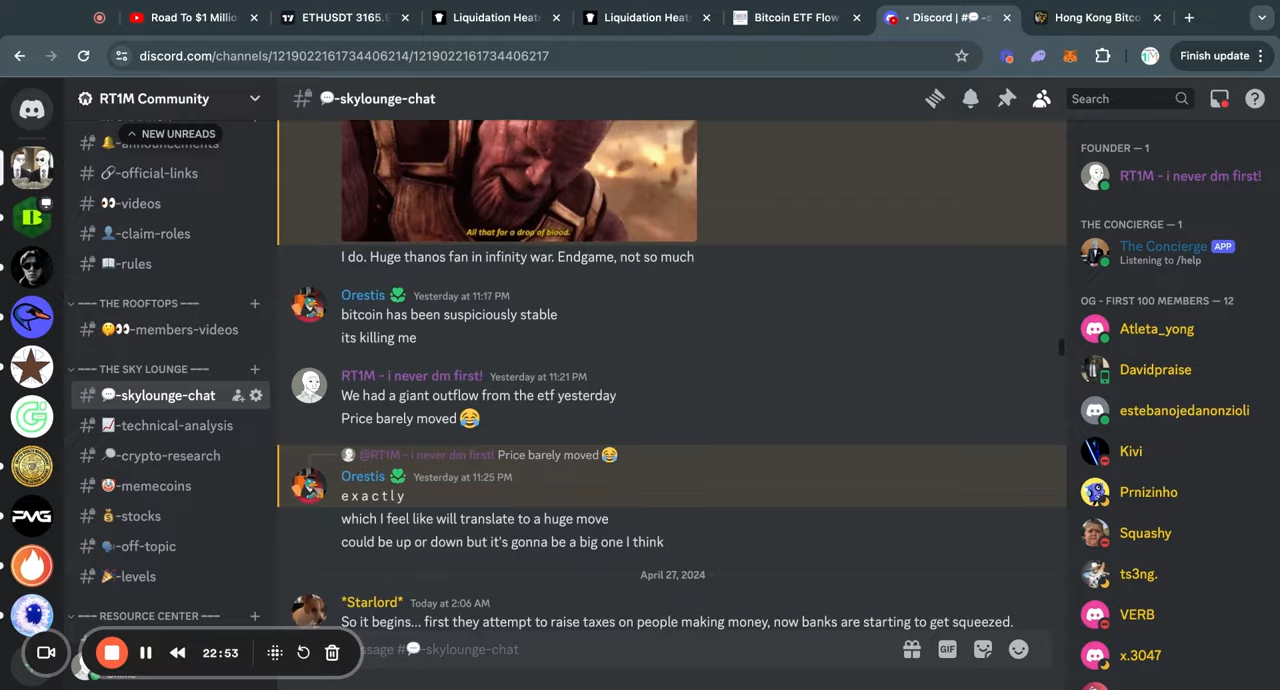 Road To $1 Millio
ETHUSDT 3165.9
Liquidation Heat
Liquidation Heat
Bitcoin ETF Flow
• Discord | #💬-s
Hong Kong Bitco
discord.com/channels/1219022161734406214/1219022161734406217
Finish update
RT1M Community
💬-skylounge-chat
Search
NEW UNREADS
🔔-announcements
🔗-official-links
👀-videos
👤-claim-roles
📖-rules
--- THE ROOFTOPS ---
🤫👀-members-videos
--- THE SKY LOUNGE ---
💬-skylounge-chat
📈-technical-analysis
🔎-crypto-research
🤡-memecoins
💰-stocks
🗣-off-topic
🎉-levels
--- RESOURCE CENTER ---
22:53
All that for a drop of blood.
I do. Huge thanos fan in infinity war. Endgame, not so much
Orestis Yesterday at 11:17 PM
bitcoin has been suspiciously stable
its killing me
RT1M - i never dm first! Yesterday at 11:21 PM
We had a giant outflow from the etf yesterday
Price barely moved 😂
@RT1M - i never dm first! Price barely moved 😂
Orestis Yesterday at 11:25 PM
e x a c t l y
which I feel like will translate to a huge move
could be up or down but it's gonna be a big one I think
April 27, 2024
*Starlord* Today at 2:06 AM
So it begins... first they attempt to raise taxes on people making money, now banks are starting to get squeezed.
ssage #💬-skylounge-chat
GIF
FOUNDER — 1
RT1M - i never dm first!
THE CONCIERGE — 1
The Concierge APP
Listening to /help
OG - FIRST 100 MEMBERS — 12
Atleta_yong
Davidpraise
estebanojedanonzioli
Kivi
Prnizinho
Squashy
ts3ng.
VERB
x.3047
PMG